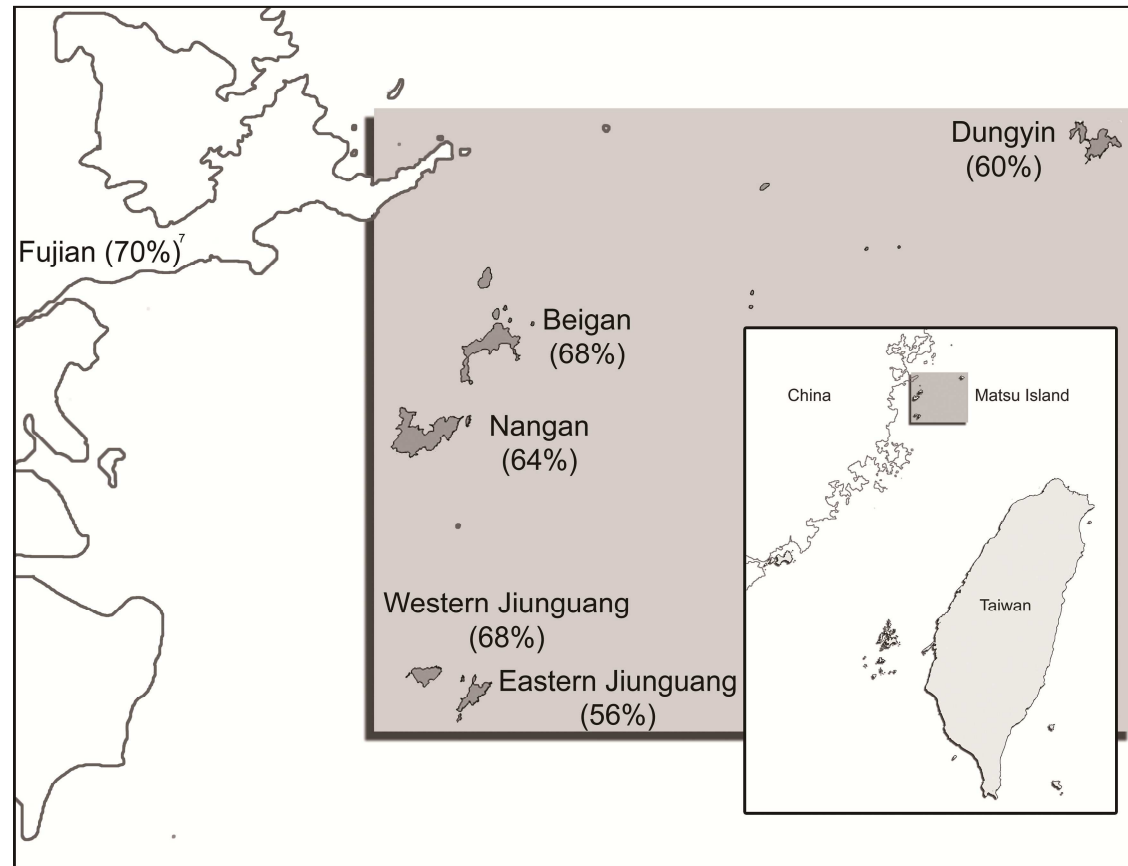 Dungyin
(60%)
Fujian (70%)7
Beigan
(68%)
Nangan
(64%)
Western Jiunguang
(68%)
Eastern Jiunguang
(56%)
China
Matsu Island
Taiwan